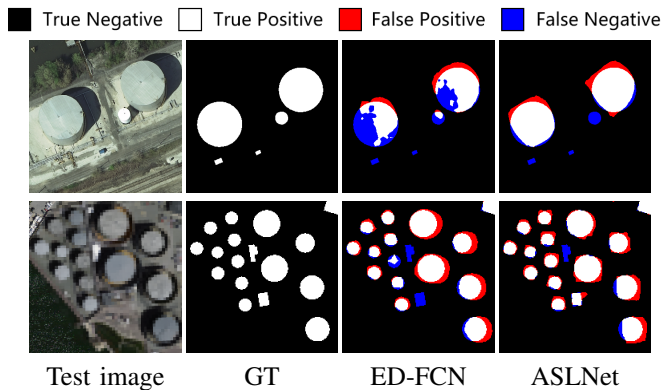 True Negative True Positive False Positive False Negative
Test image GT ED-FCN ASLNet